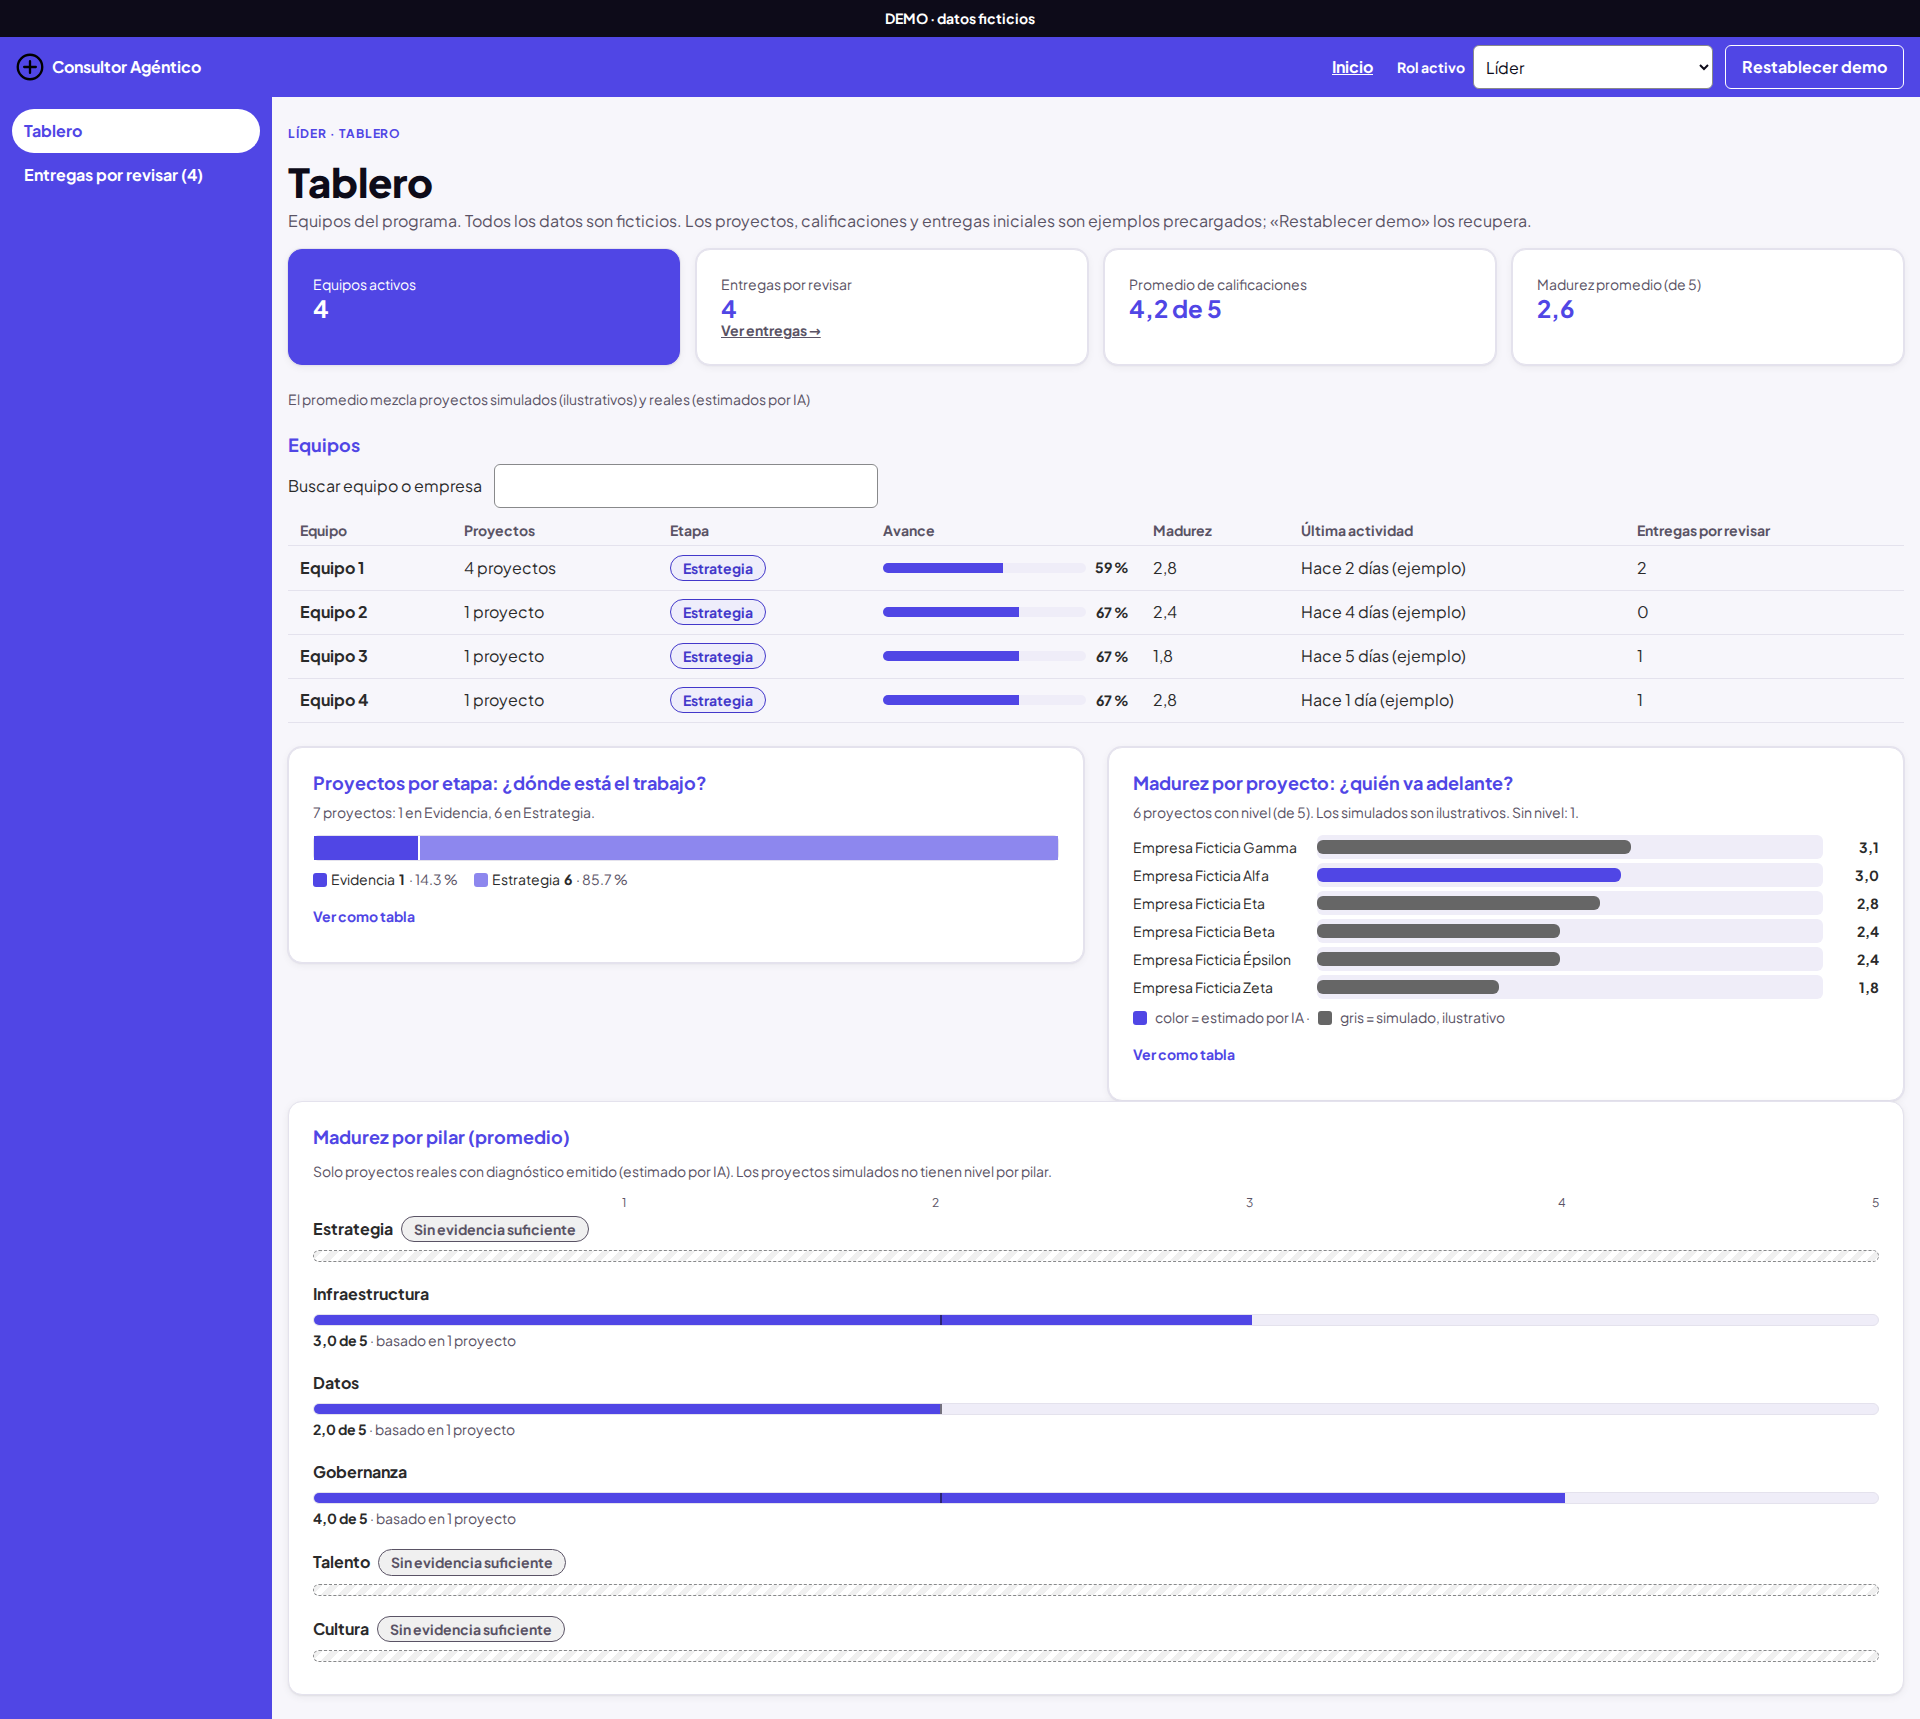 DEMO · datos ficticios
Consultor Agéntico
Inicio
Rol activo
Líder
Restablecer demo
Tablero
Entregas por revisar (4)
LÍDER · TABLERO
Tablero
Equipos del programa. Todos los datos son ficticios. Los proyectos, calificaciones y entregas iniciales son ejemplos precargados; «Restablecer demo» los recupera.
Equipos activos
4
Entregas por revisar
4
Ver entregas →
Promedio de calificaciones
4,2 de 5
Madurez promedio (de 5)
2,6
El promedio mezcla proyectos simulados (ilustrativos) y reales (estimados por IA)
Equipos
Buscar equipo o empresa
Equipo Proyectos Etapa Avance Madurez Última actividad Entregas por revisar
Equipo 1 4 proyectos Estrategia 59 % 2,8 Hace 2 días (ejemplo) 2
Equipo 2 1 proyecto Estrategia 67 % 2,4 Hace 4 días (ejemplo) 0
Equipo 3 1 proyecto Estrategia 67 % 1,8 Hace 5 días (ejemplo) 1
Equipo 4 1 proyecto Estrategia 67 % 2,8 Hace 1 día (ejemplo) 1
Proyectos por etapa: ¿dónde está el trabajo?
7 proyectos: 1 en Evidencia, 6 en Estrategia.
Evidencia 1 · 14.3 % Estrategia 6 · 85.7 %
Ver como tabla
Madurez por proyecto: ¿quién va adelante?
6 proyectos con nivel (de 5). Los simulados son ilustrativos. Sin nivel: 1.
Empresa Ficticia Gamma 3,1
Empresa Ficticia Alfa 3,0
Empresa Ficticia Eta 2,8
Empresa Ficticia Beta 2,4
Empresa Ficticia Épsilon 2,4
Empresa Ficticia Zeta 1,8
color = estimado por IA · gris = simulado, ilustrativo
Ver como tabla
Madurez por pilar (promedio)
Solo proyectos reales con diagnóstico emitido (estimado por IA). Los proyectos simulados no tienen nivel por pilar.
1 2 3 4 5
Estrategia Sin evidencia suficiente
Infraestructura
3,0 de 5 · basado en 1 proyecto
Datos
2,0 de 5 · basado en 1 proyecto
Gobernanza
4,0 de 5 · basado en 1 proyecto
Talento Sin evidencia suficiente
Cultura Sin evidencia suficiente